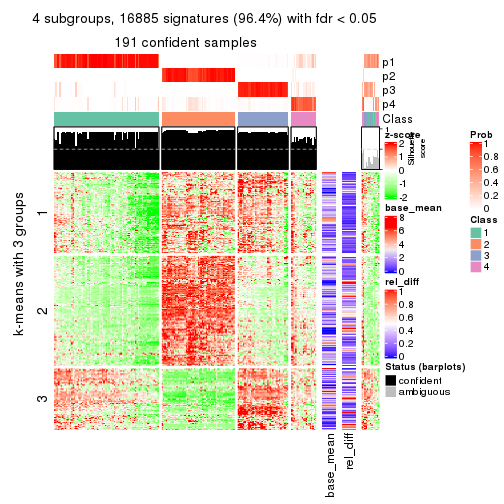 4 subgroups, 16885 signatures (96.4%) with fdr < 0.05
191 confident samples
p1
p2
p3
p4
Class
1
Silhouette
score
k-means with 3 groups
1
2
3
base_mean
rel_diff
z-score
2
1
0
-1
-2
base_mean
8
6
4
2
0
rel_diff
1
0.8
0.6
0.4
0.2
0
Status (barplots)
confident
ambiguous
Prob
1
0.8
0.6
0.4
0.2
0
Class
1
2
3
4